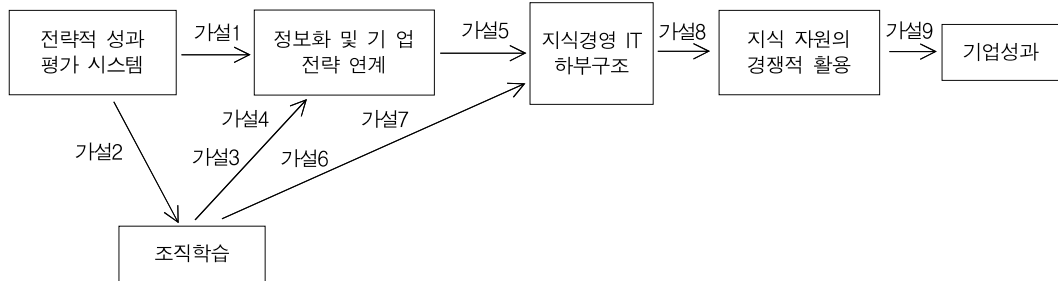 전략적 성과
평가 시스템
가설1
정보화 및 기 업
전략 연계
가설5
지식경영 IT
하부구조
가설8
지식 자원의
경쟁적 활용
가설9
기업성과
가설2
가설4
가설3
가설7
가설6
조직학습